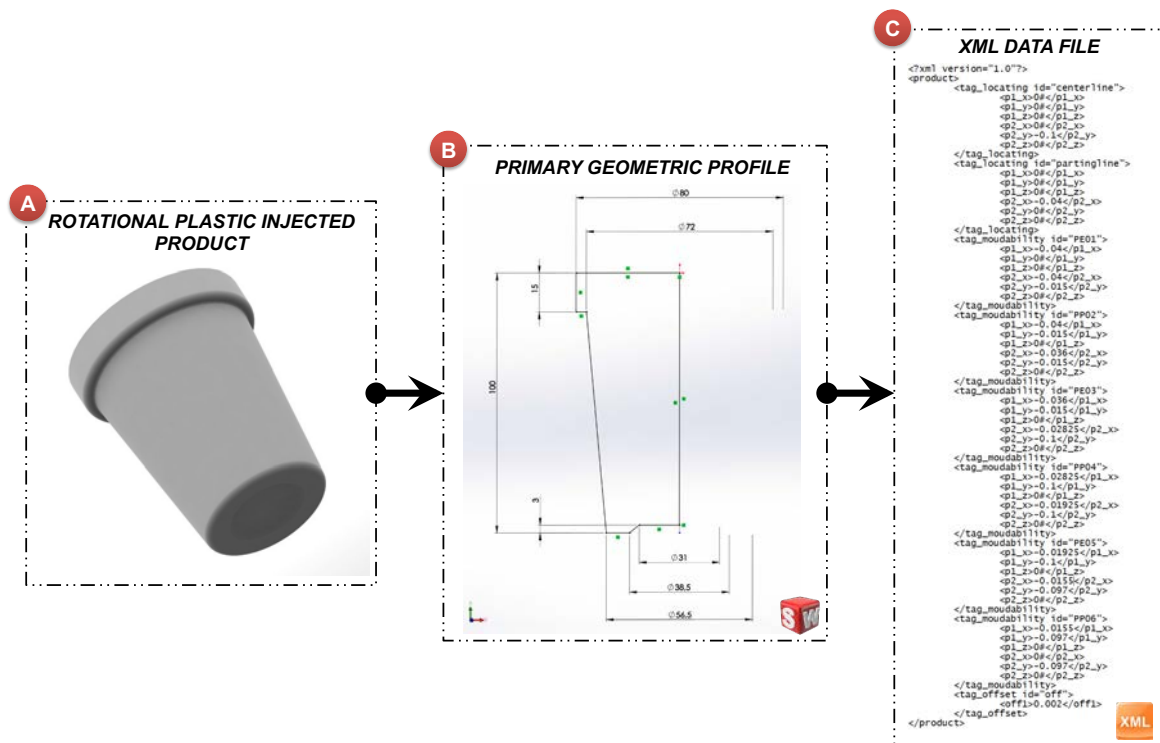 A
ROTATIONAL PLASTIC INJECTED
PRODUCT
B
PRIMARY GEOMETRIC PROFILE
∅80
∅72
15
100
3
∅31
∅38,5
∅56,5
SW
C
XML DATA FILE
<?xml version="1.0"?>
<product>
<tag_locating id="centerline">
<p1_x>0#</p1_x>
<p1_y>0#</p1_y>
<p1_z>0#</p1_z>
<p2_x>0#</p2_x>
<p2_y>-0.1</p2_y>
<p2_z>0#</p2_z>
</tag_locating>
<tag_locating id="partingline">
<p1_x>0#</p1_x>
<p1_y>0#</p1_y>
<p1_z>0#</p1_z>
<p2_x>-0.04</p2_x>
<p2_y>0#</p2_y>
<p2_z>0#</p2_z>
</tag_locating>
<tag_moudability id="PE01">
<p1_x>-0.04</p1_x>
<p1_y>0#</p1_y>
<p1_z>0#</p1_z>
<p2_x>-0.04</p2_x>
<p2_y>-0.015</p2_y>
<p2_z>0#</p2_z>
</tag_moudability>
<tag_moudability id="PP02">
<p1_x>-0.04</p1_x>
<p1_y>-0.015</p1_y>
<p1_z>0#</p1_z>
<p2_x>-0.036</p2_x>
<p2_y>-0.015</p2_y>
<p2_z>0#</p2_z>
</tag_moudability>
<tag_moudability id="PE03">
<p1_x>-0.036</p1_x>
<p1_y>-0.015</p1_y>
<p1_z>0#</p1_z>
<p2_x>-0.02825</p2_x>
<p2_y>-0.1</p2_y>
<p2_z>0#</p2_z>
</tag_moudability>
<tag_moudability id="PP04">
<p1_x>-0.02825</p1_x>
<p1_y>-0.1</p1_y>
<p1_z>0#</p1_z>
<p2_x>-0.01925</p2_x>
<p2_y>-0.1</p2_y>
<p2_z>0#</p2_z>
</tag_moudability>
<tag_moudability id="PE05">
<p1_x>-0.01925</p1_x>
<p1_y>-0.1</p1_y>
<p1_z>0#</p1_z>
<p2_x>-0.0155</p2_x>
<p2_y>-0.097</p2_y>
<p2_z>0#</p2_z>
</tag_moudability>
<tag_moudability id="PP06">
<p1_x>-0.0155</p1_x>
<p1_y>-0.097</p1_y>
<p1_z>0#</p1_z>
<p2_x>0#</p2_x>
<p2_y>-0.097</p2_y>
<p2_z>0#</p2_z>
</tag_moudability>
<tag_offset id="off">
<off1>0.002</off1>
</tag_offset>
</product>
XML